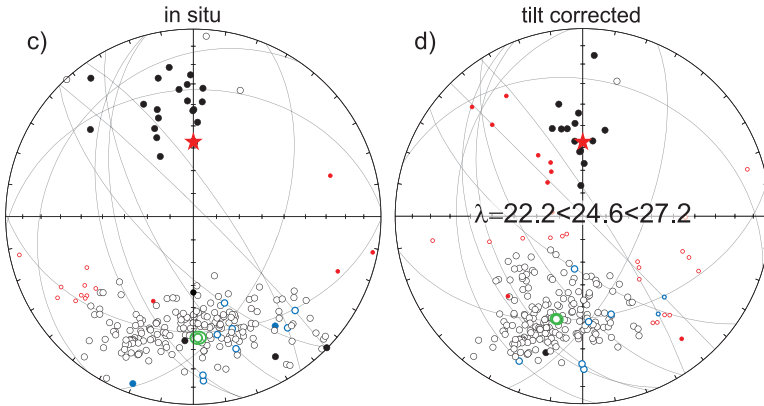 in situ
tilt corrected
c)
d)
λ=22.2<24.6<27.2